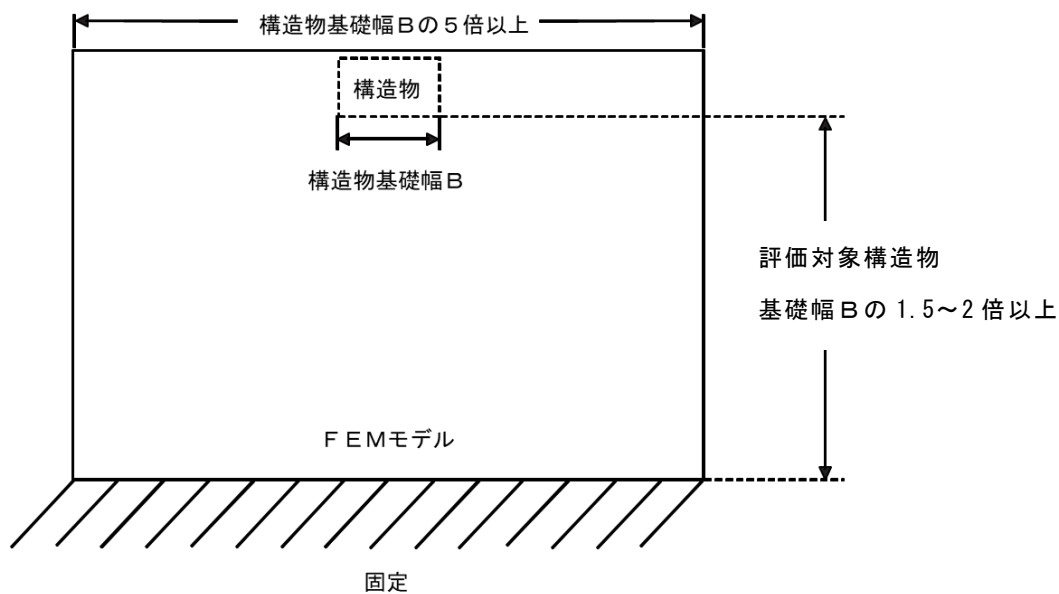 構造物基礎幅Bの5倍以上
構造物
構造物基礎幅B
評価対象構造物
基礎幅Bの1.5～2倍以上
FEMモデル
固定